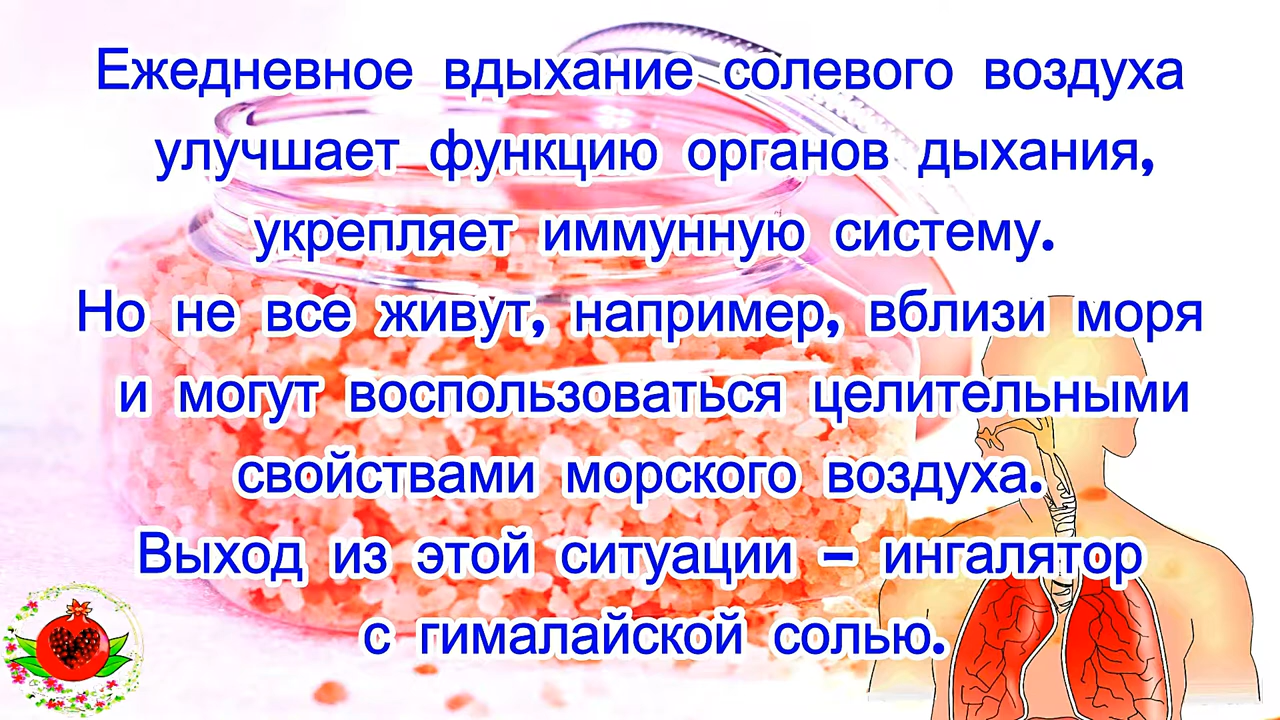 Ежедневное вдыхание солевого воздуха
улучшает функцию органов дыхания,
укрепляет иммунную систему.
Но не все живут, например, вблизи моря
и могут воспользоваться целительными
свойствами морского воздуха.
Выход из этой ситуации – ингалятор
с гималайской солью.